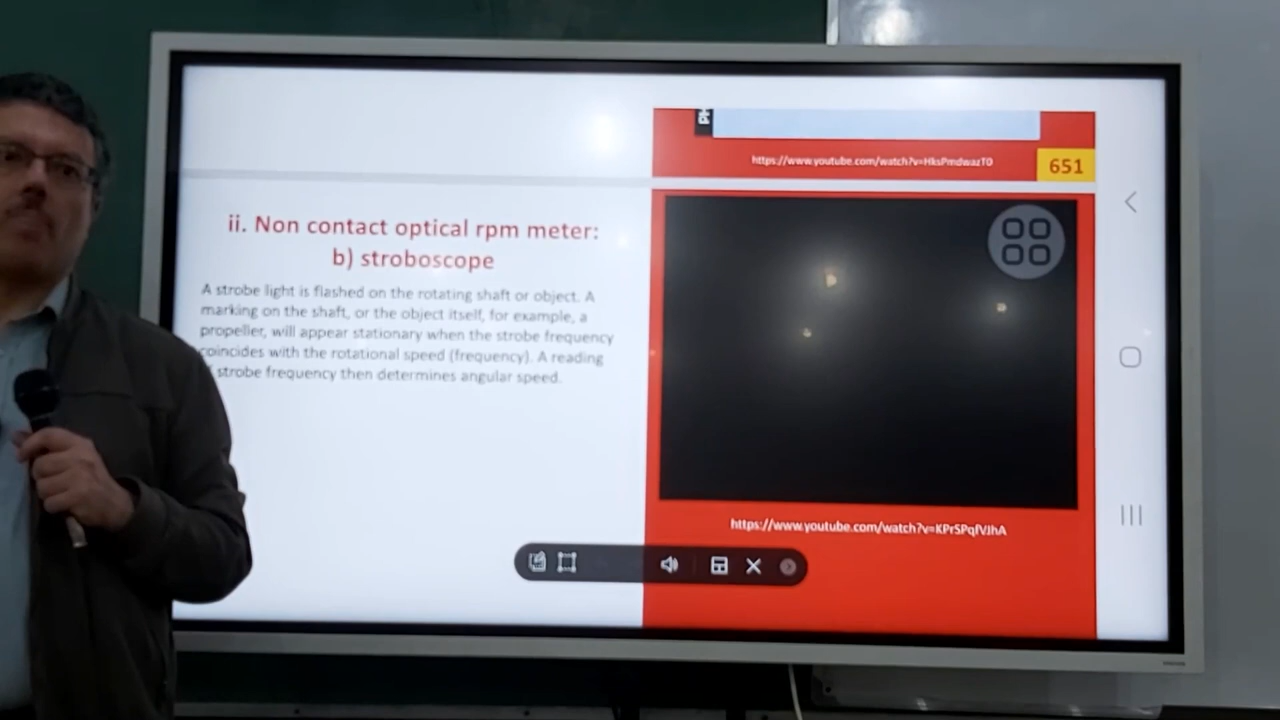 https://www.youtube.com/watch?v=HksPmdwazT0
651
ii. Non contact optical rpm meter:
b) stroboscope
A strobe light is flashed on the rotating shaft or object. A
marking on the shaft, or the object itself, for example, a
propeller, will appear stationary when the strobe frequency
coincides with the rotational speed (frequency). A reading
strobe frequency then determines angular speed.
https://www.youtube.com/watch?v=KPrSPqfVJhA